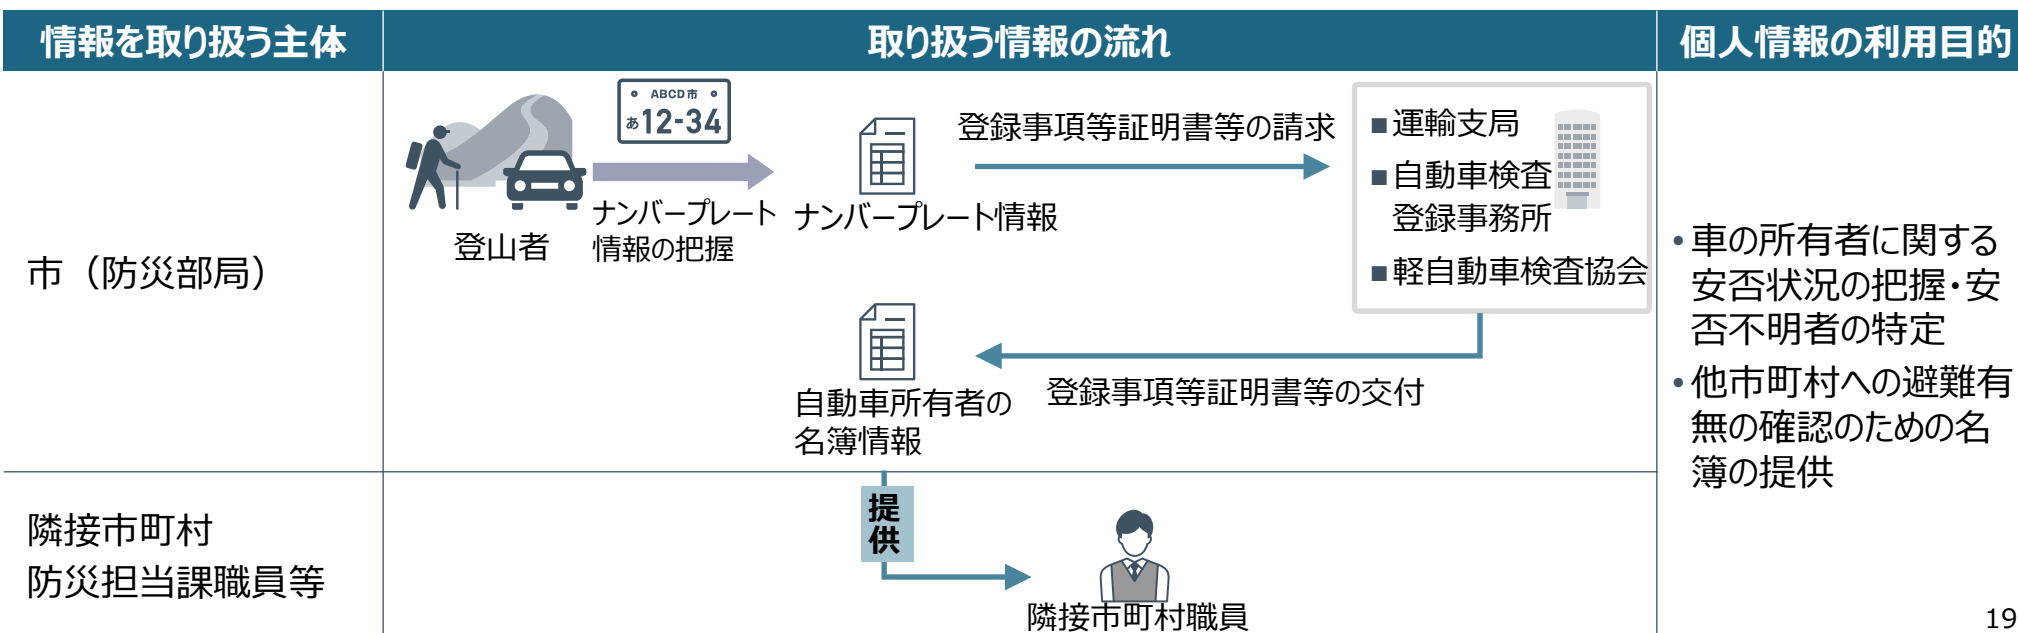 情報を取り扱う主体
取り扱う情報の流れ
個人情報の利用目的
市（防災部局）
ABCD市
あ12-34
登山者
ナンバープレート
情報の把握
ナンバープレート情報
登録事項等証明書等の請求
■運輸支局
■自動車検査
登録事務所
■軽自動車検査協会
登録事項等証明書等の交付
自動車所有者の
名簿情報
•車の所有者に関する
安否状況の把握・安
否不明者の特定
•他市町村への避難有
無の確認のための名
簿の提供
隣接市町村
防災担当課職員等
提供
隣接市町村職員
19